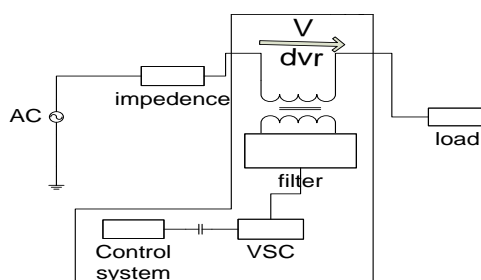 V
dvr
impedence
AC
load
filter
Control
system
VSC